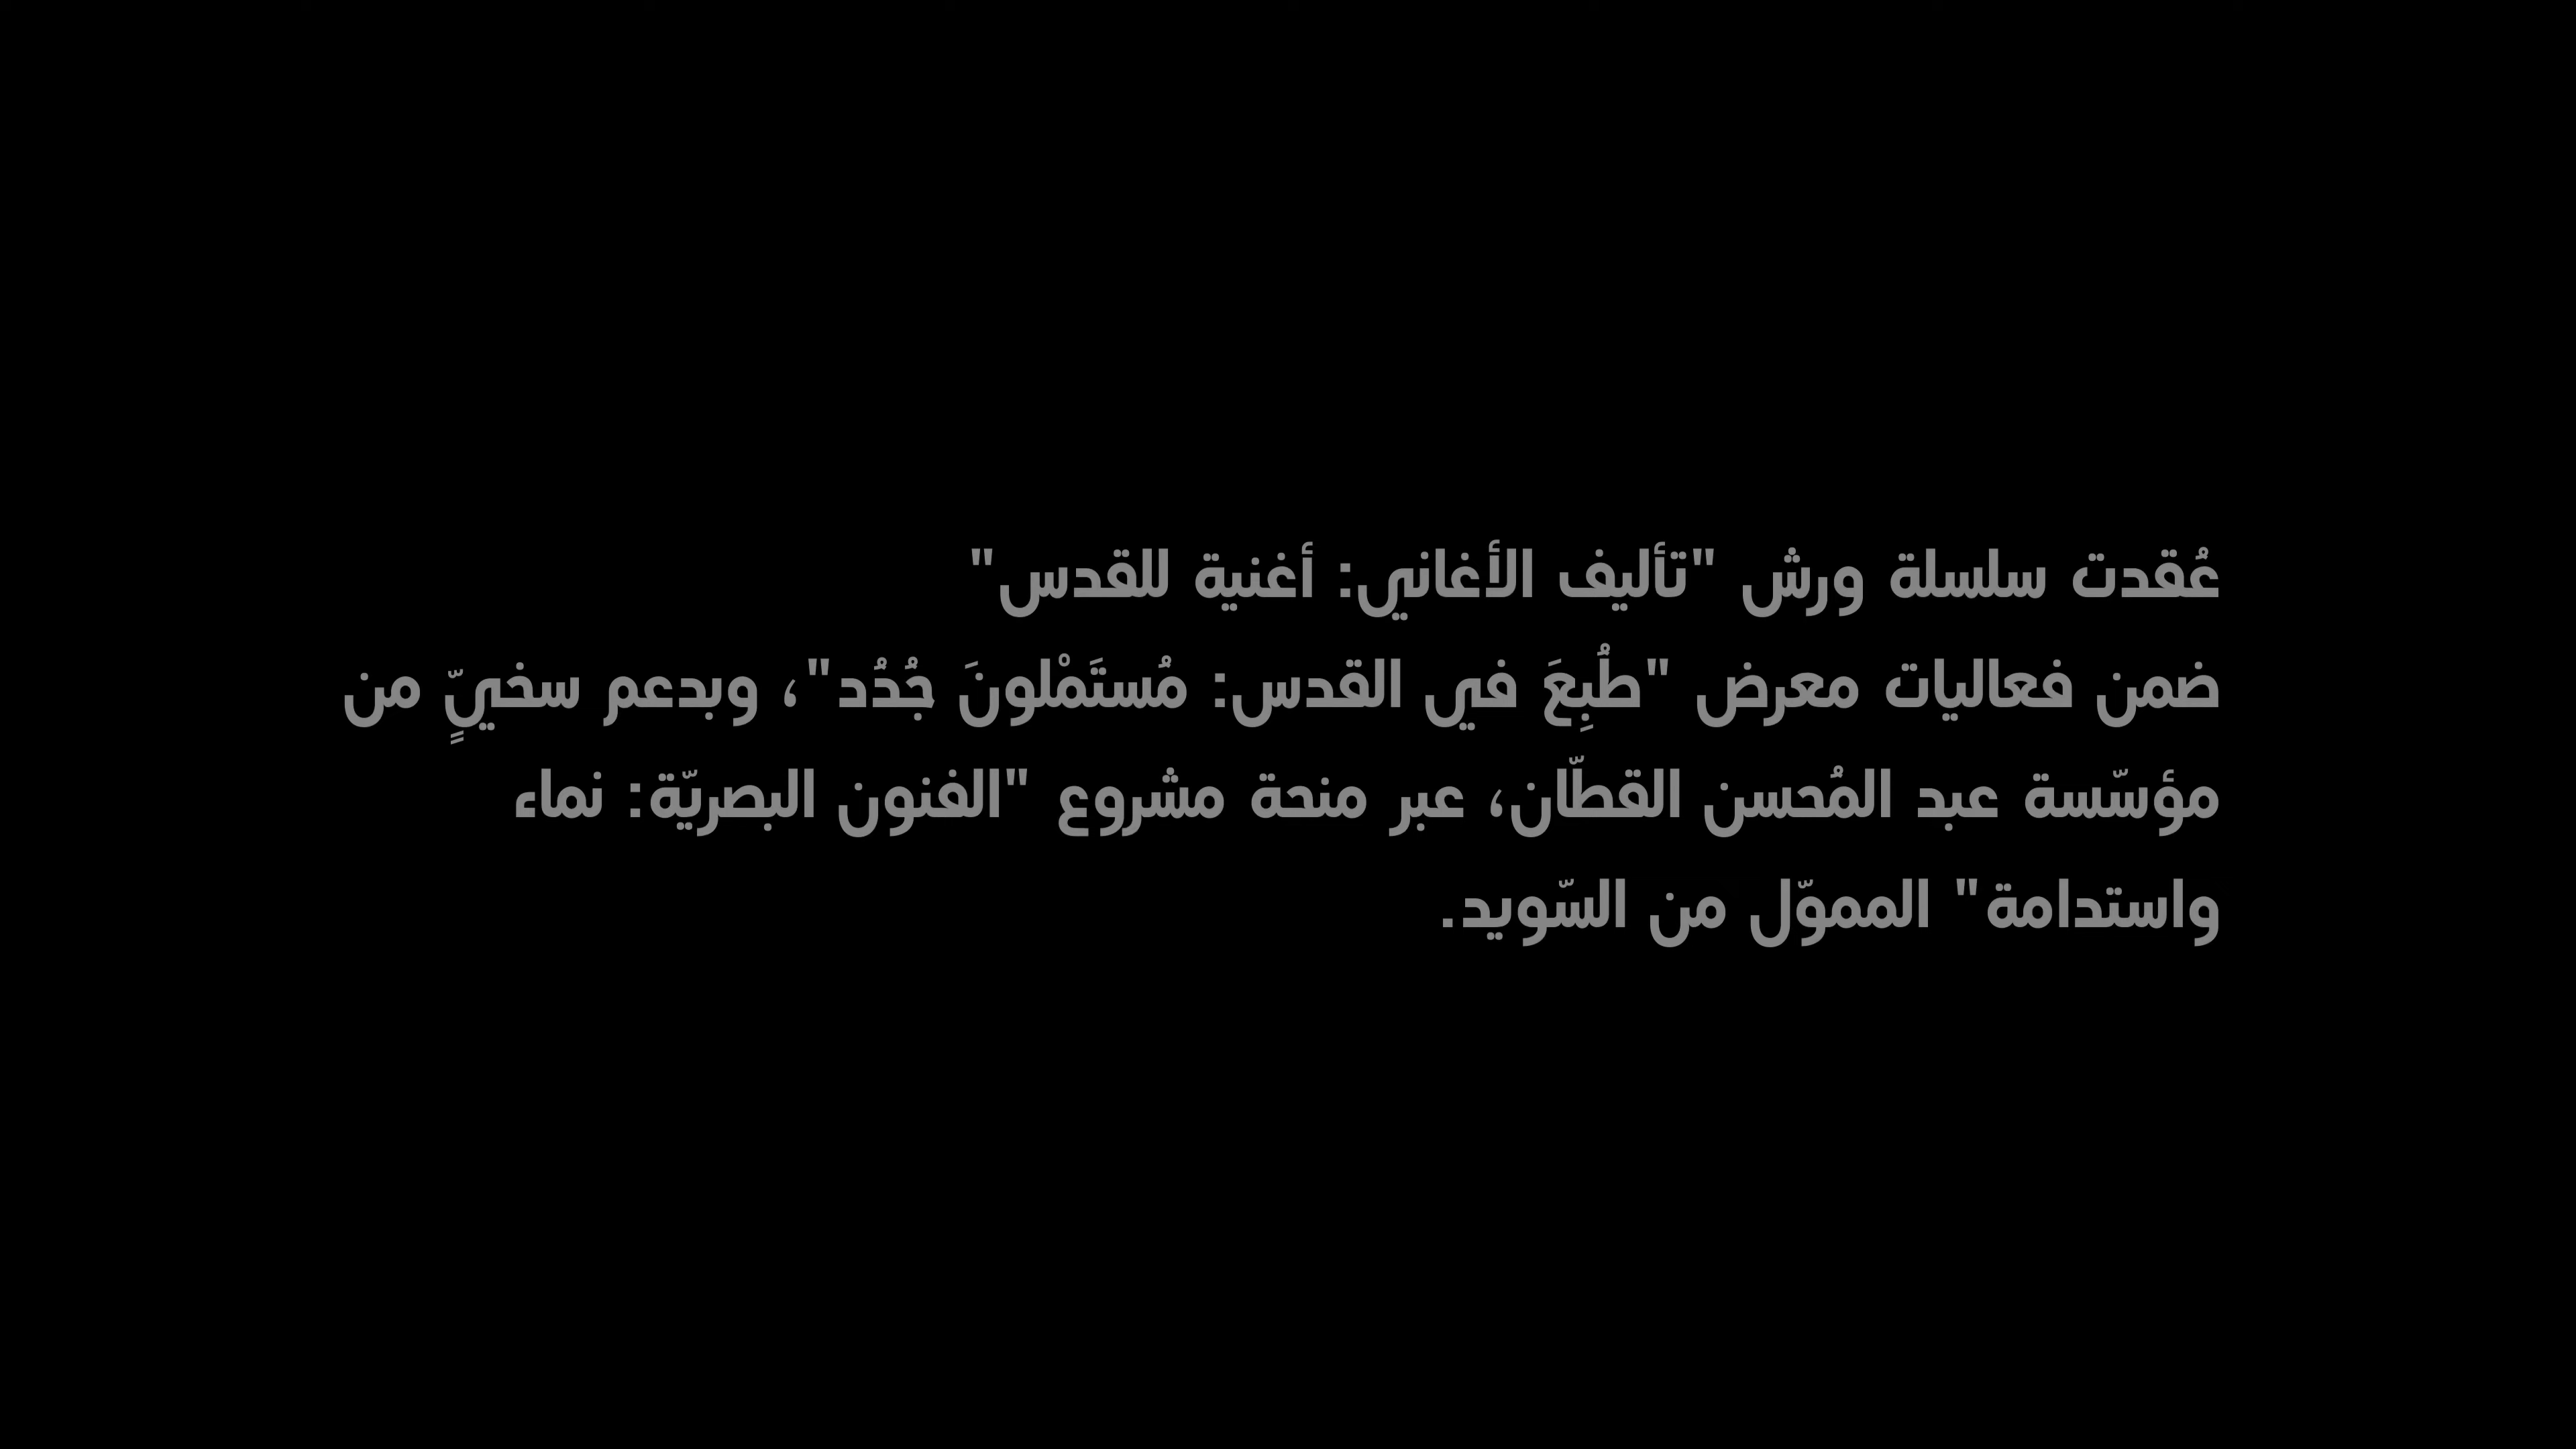 عُقدت سلسلة ورش "تأليف الأغاني: أغنية للقدس"
ضمن فعاليات معرض "طُبِعَ في القدس: مُستَمْلونَ جُدُد"، وبدعم سخيٍّ من
مؤسّسة عبد المُحسن القطّان، عبر منحة مشروع "الفنون البصريّة: نماء
واستدامة" المموّل من السّويد.